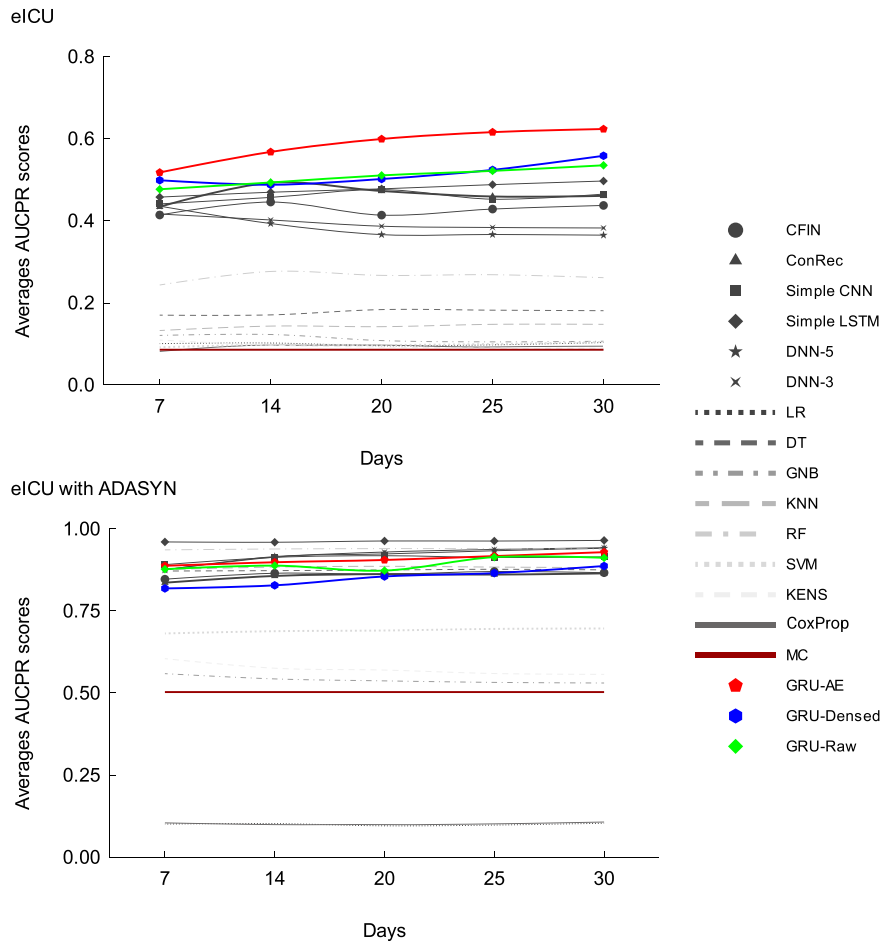 eICU
0.8
0.6
0.4
0.2
0.0
Averages AUCPR scores
7 14 20 25 30
Days
eICU with ADASYN
1.00
0.75
0.50
0.25
0.00
Averages AUCPR scores
7 14 20 25 30
Days
CFIN
ConRec
Simple CNN
Simple LSTM
DNN-5
DNN-3
LR
DT
GNB
KNN
RF
SVM
KENS
CoxProp
MC
GRU-AE
GRU-Densed
GRU-Raw